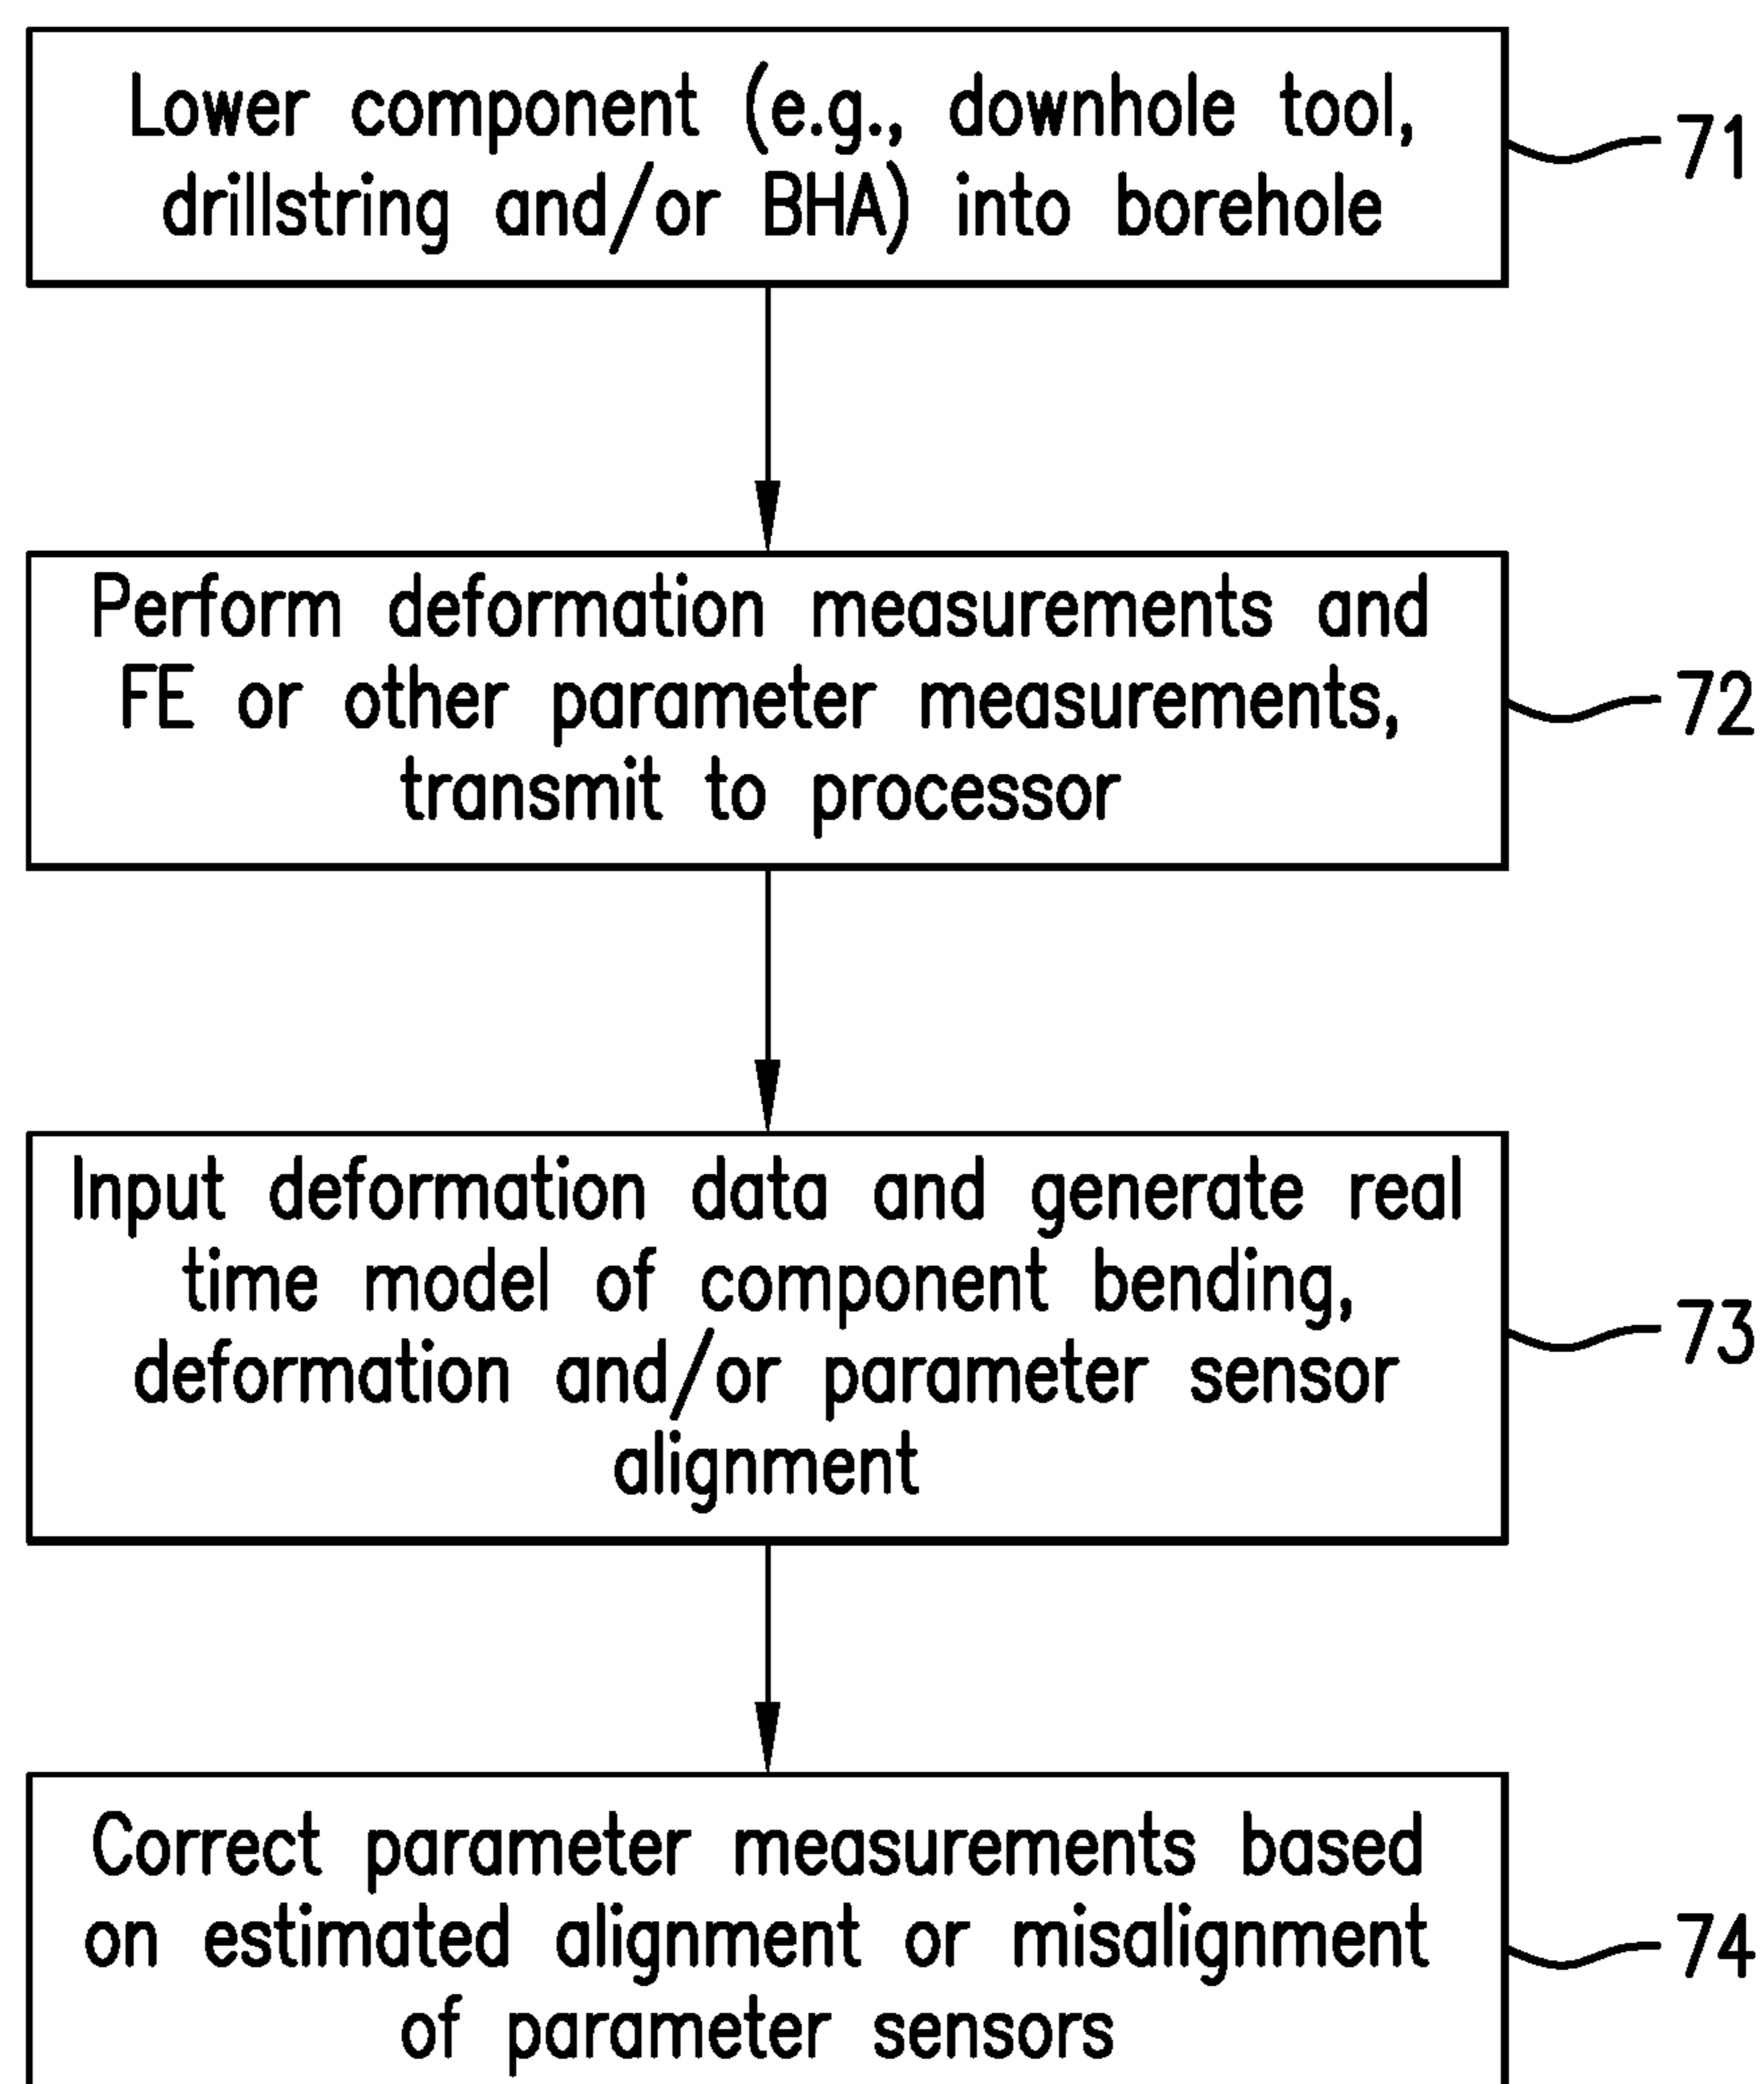 Lower component (e.g., downhole tool,
drillstring and/or BHA) into borehole
71
Perform deformation measurements and
FE or other parameter measurements,
transmit to processor
72
Input deformation data and generate real
time model of component bending,
deformation and/or parameter sensor
alignment
73
Correct parameter measurements based
on estimated alignment or misalignment
of parameter sensors
74